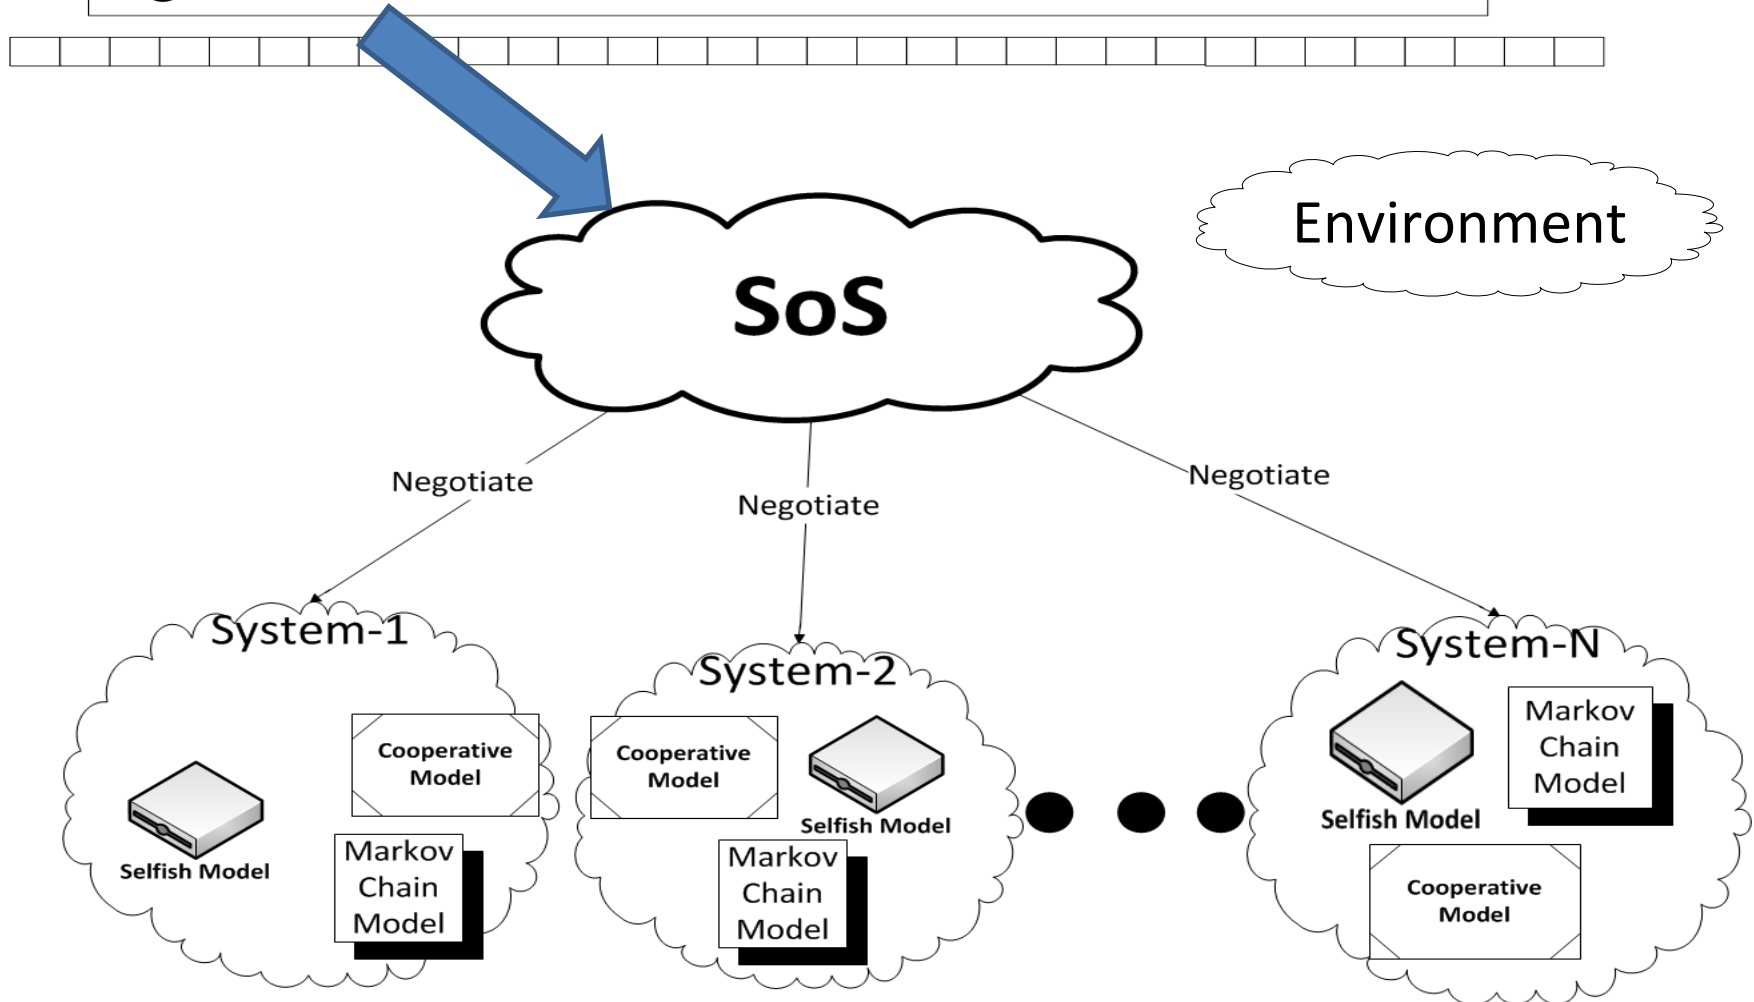 Environment
SoS
Negotiate
Negotiate
Negotiate
System-1
Cooperative
Model
Selfish Model
Markov
Chain
Model
System-2
Cooperative
Model
Selfish Model
Markov
Chain
Model
System-N
Selfish Model
Markov
Chain
Model
Cooperative
Model